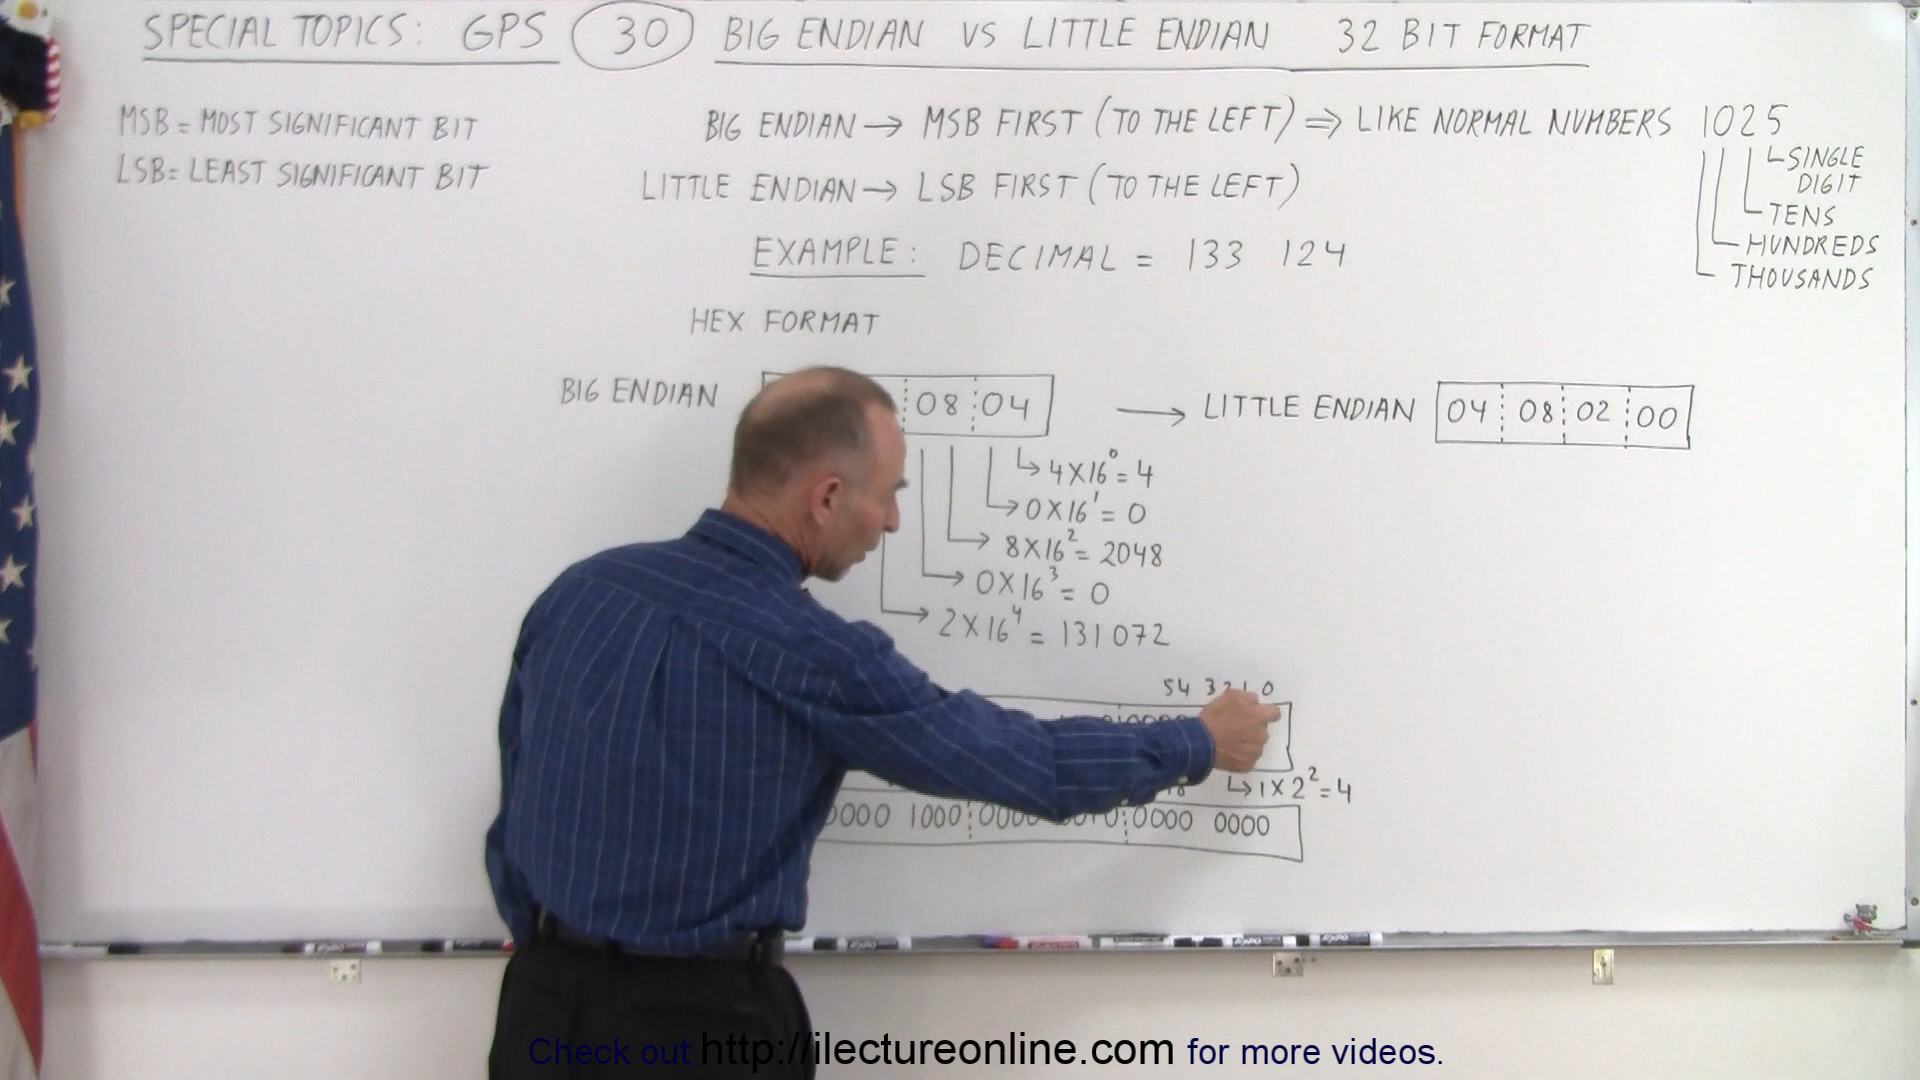 SPECIAL TOPICS: GPS 30 BIG ENDIAN VS LITTLE ENDIAN 32 BIT FORMAT
MSB = MOST SIGNIFICANT BIT
LSB = LEAST SIGNIFICANT BIT
BIG ENDIAN → MSB FIRST (TO THE LEFT) ⇒ LIKE NORMAL NUMBERS 1025
SINGLE
DIGIT
TENS
HUNDREDS
THOUSANDS
LITTLE ENDIAN → LSB FIRST (TO THE LEFT)
EXAMPLE: DECIMAL = 133 124
HEX FORMAT
BIG ENDIAN 08 04 → LITTLE ENDIAN 04 08 02 00
4 X 16⁰ = 4
0 X 16¹ = 0
8 X 16² = 2048
0 X 16³ = 0
2 X 16⁴ = 131 072
5 4 3 2 1 0
1 X 2² = 4
1000 0000 0000 0000
Check out http://ilectureonline.com for more videos.